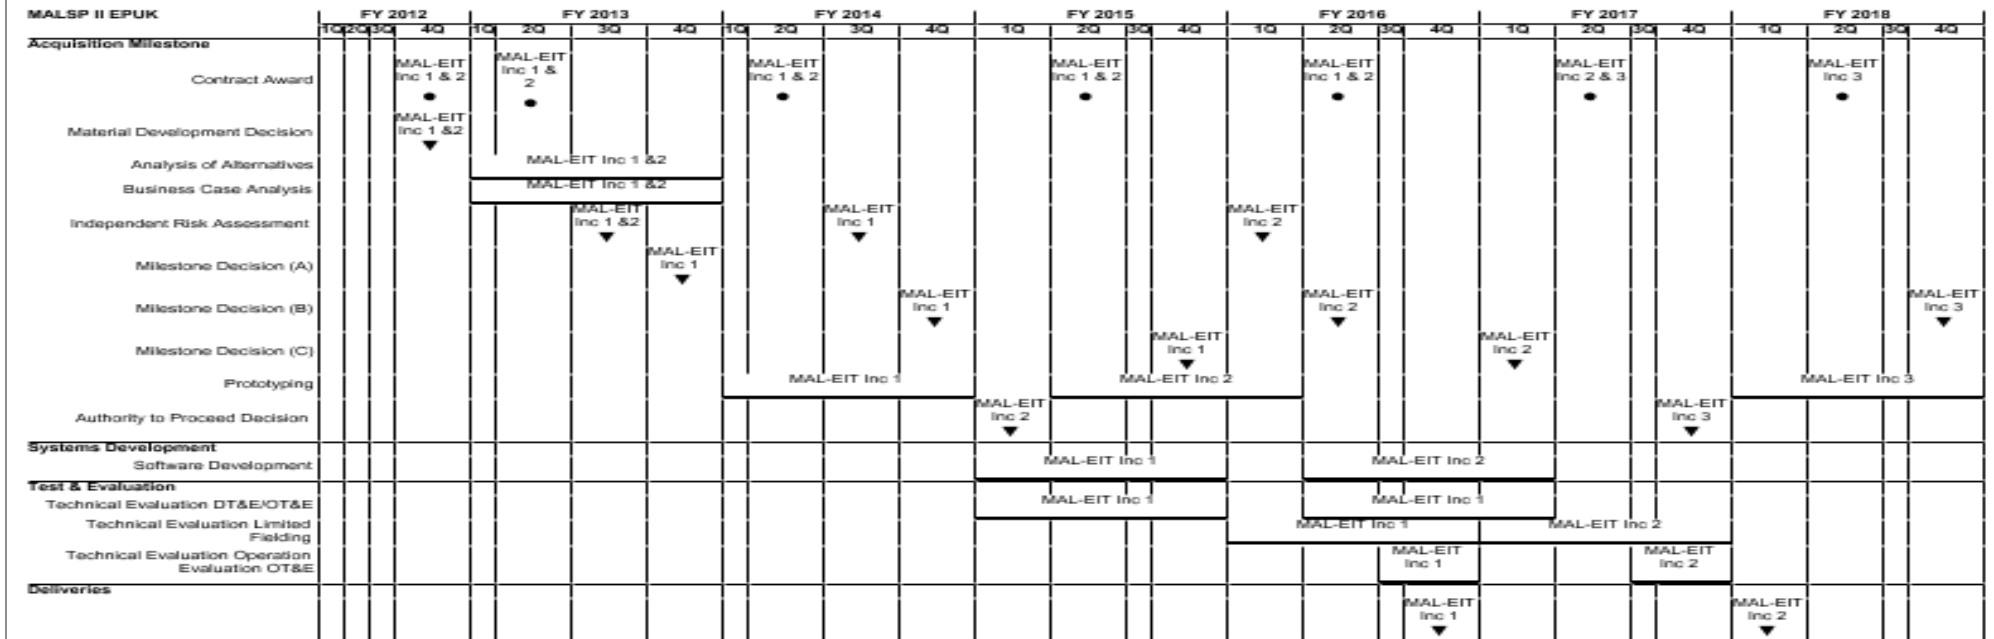 MALSP II EPUK FY 2012 FY 2013 FY 2014 FY 2015 FY 2016 FY 2017 FY 2018
1Q 2Q 3Q 4Q 1Q 2Q 3Q 4Q 1Q 2Q 3Q 4Q 1Q 2Q 3Q 4Q 1Q 2Q 3Q 4Q 1Q 2Q 3Q 4Q 1Q 2Q 3Q 4Q
Acquisition Milestone
Contract Award
MAL-EIT
Inc 1 & 2
MAL-EIT
Inc 1 &
2
MAL-EIT
Inc 1 & 2
MAL-EIT
Inc 1 & 2
MAL-EIT
Inc 1 & 2
MAL-EIT
Inc 2 & 3
MAL-EIT
Inc 3
Material Development Decision
MAL-EIT
Inc 1 &2
Analysis of Alternatives
MAL-EIT Inc 1 &2
Business Case Analysis
MAL-EIT Inc 1 &2
Independent Risk Assessment
MAL-EIT
Inc 1 &2
MAL-EIT
Inc 1
MAL-EIT
Inc 2
Milestone Decision (A)
MAL-EIT
Inc 1
Milestone Decision (B)
MAL-EIT
Inc 1
MAL-EIT
Inc 2
MAL-EIT
Inc 3
Milestone Decision (C)
MAL-EIT
Inc 1
MAL-EIT
Inc 2
Prototyping
MAL-EIT Inc 1
MAL-EIT Inc 2
MAL-EIT Inc 3
Authority to Proceed Decision
MAL-EIT
Inc 2
MAL-EIT
Inc 3
Systems Development
Software Development
MAL-EIT Inc 1
MAL-EIT Inc 2
Test & Evaluation
Technical Evaluation DT&E/OT&E
MAL-EIT Inc 1
MAL-EIT Inc 1
Technical Evaluation Limited
Fielding
MAL-EIT Inc 1
MAL-EIT Inc 2
Technical Evaluation Operation
Evaluation OT&E
MAL-EIT
Inc 1
MAL-EIT
Inc 2
Deliveries
MAL-EIT
Inc 1
MAL-EIT
Inc 2